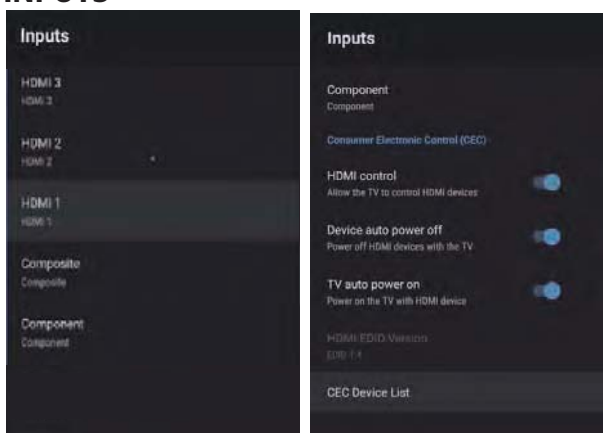 INPUTS
Inputs
HDMI 3
HDMI 3
HDMI 2
HDMI 2
HDMI 1
HDMI 1
Composite
Composite
Component
Component
Inputs
Component
Component
Consumer Electronic Control (CEC)
HDMI control
Allow the TV to control HDMI devices
Device auto power off
Power off HDMI devices with the TV
TV auto power on
Power on the TV with HDMI device
HDMI EDID Version
EDID 1.4
CEC Device List